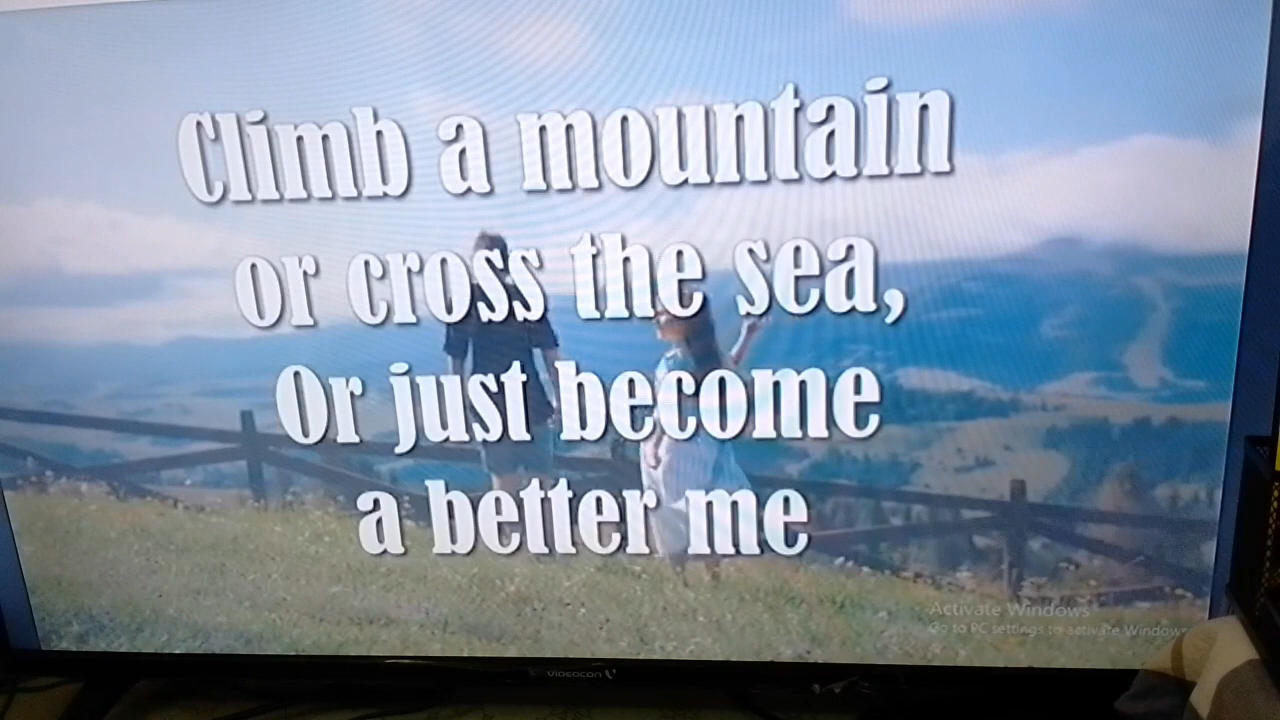 Climb a mountain
or cross the sea,
Or just become
a better me
Activate Windows
Go to PC settings to activate Windows
VIDEOCON